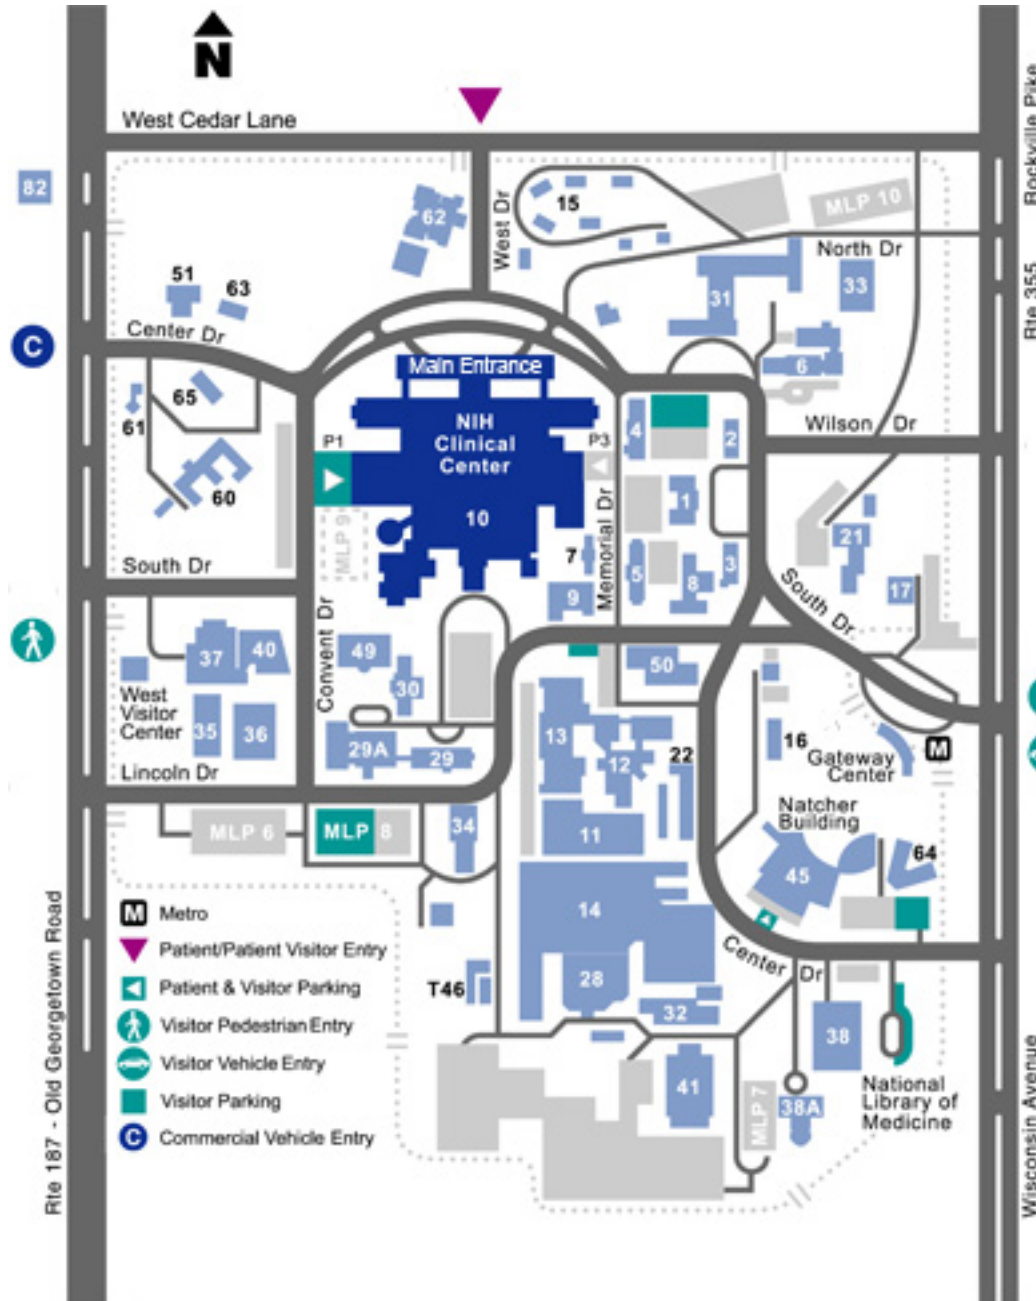 N
West Cedar Lane
Rockville Pike
82
62
West Dr
15
MLP 10
North Dr
Rte 355
51
63
31
33
C
Center Dr
Main Entrance
6
65
61
NIH
Clinical
Center
10
P1
P3
4
2
Wilson Dr
60
MLP 9
1
Memorial Dr
7
5
8
3
21
South Dr
9
South Dr
17
37
40
Convent Dr
49
50
30
West
Visitor
Center
35
36
29A
29
13
12
22
16
Gateway
Center
M
Lincoln Dr
Natcher
Building
MLP 6
MLP 8
34
11
45
64
14
Center Dr
M Metro
Patient/Patient Visitor Entry
Patient & Visitor Parking
Visitor Pedestrian Entry
Visitor Vehicle Entry
Visitor Parking
C Commercial Vehicle Entry
T46
28
32
38
41
MLP 7
38A
National
Library of
Medicine
Rte 187 - Old Georgetown Road
Wisconsin Avenue